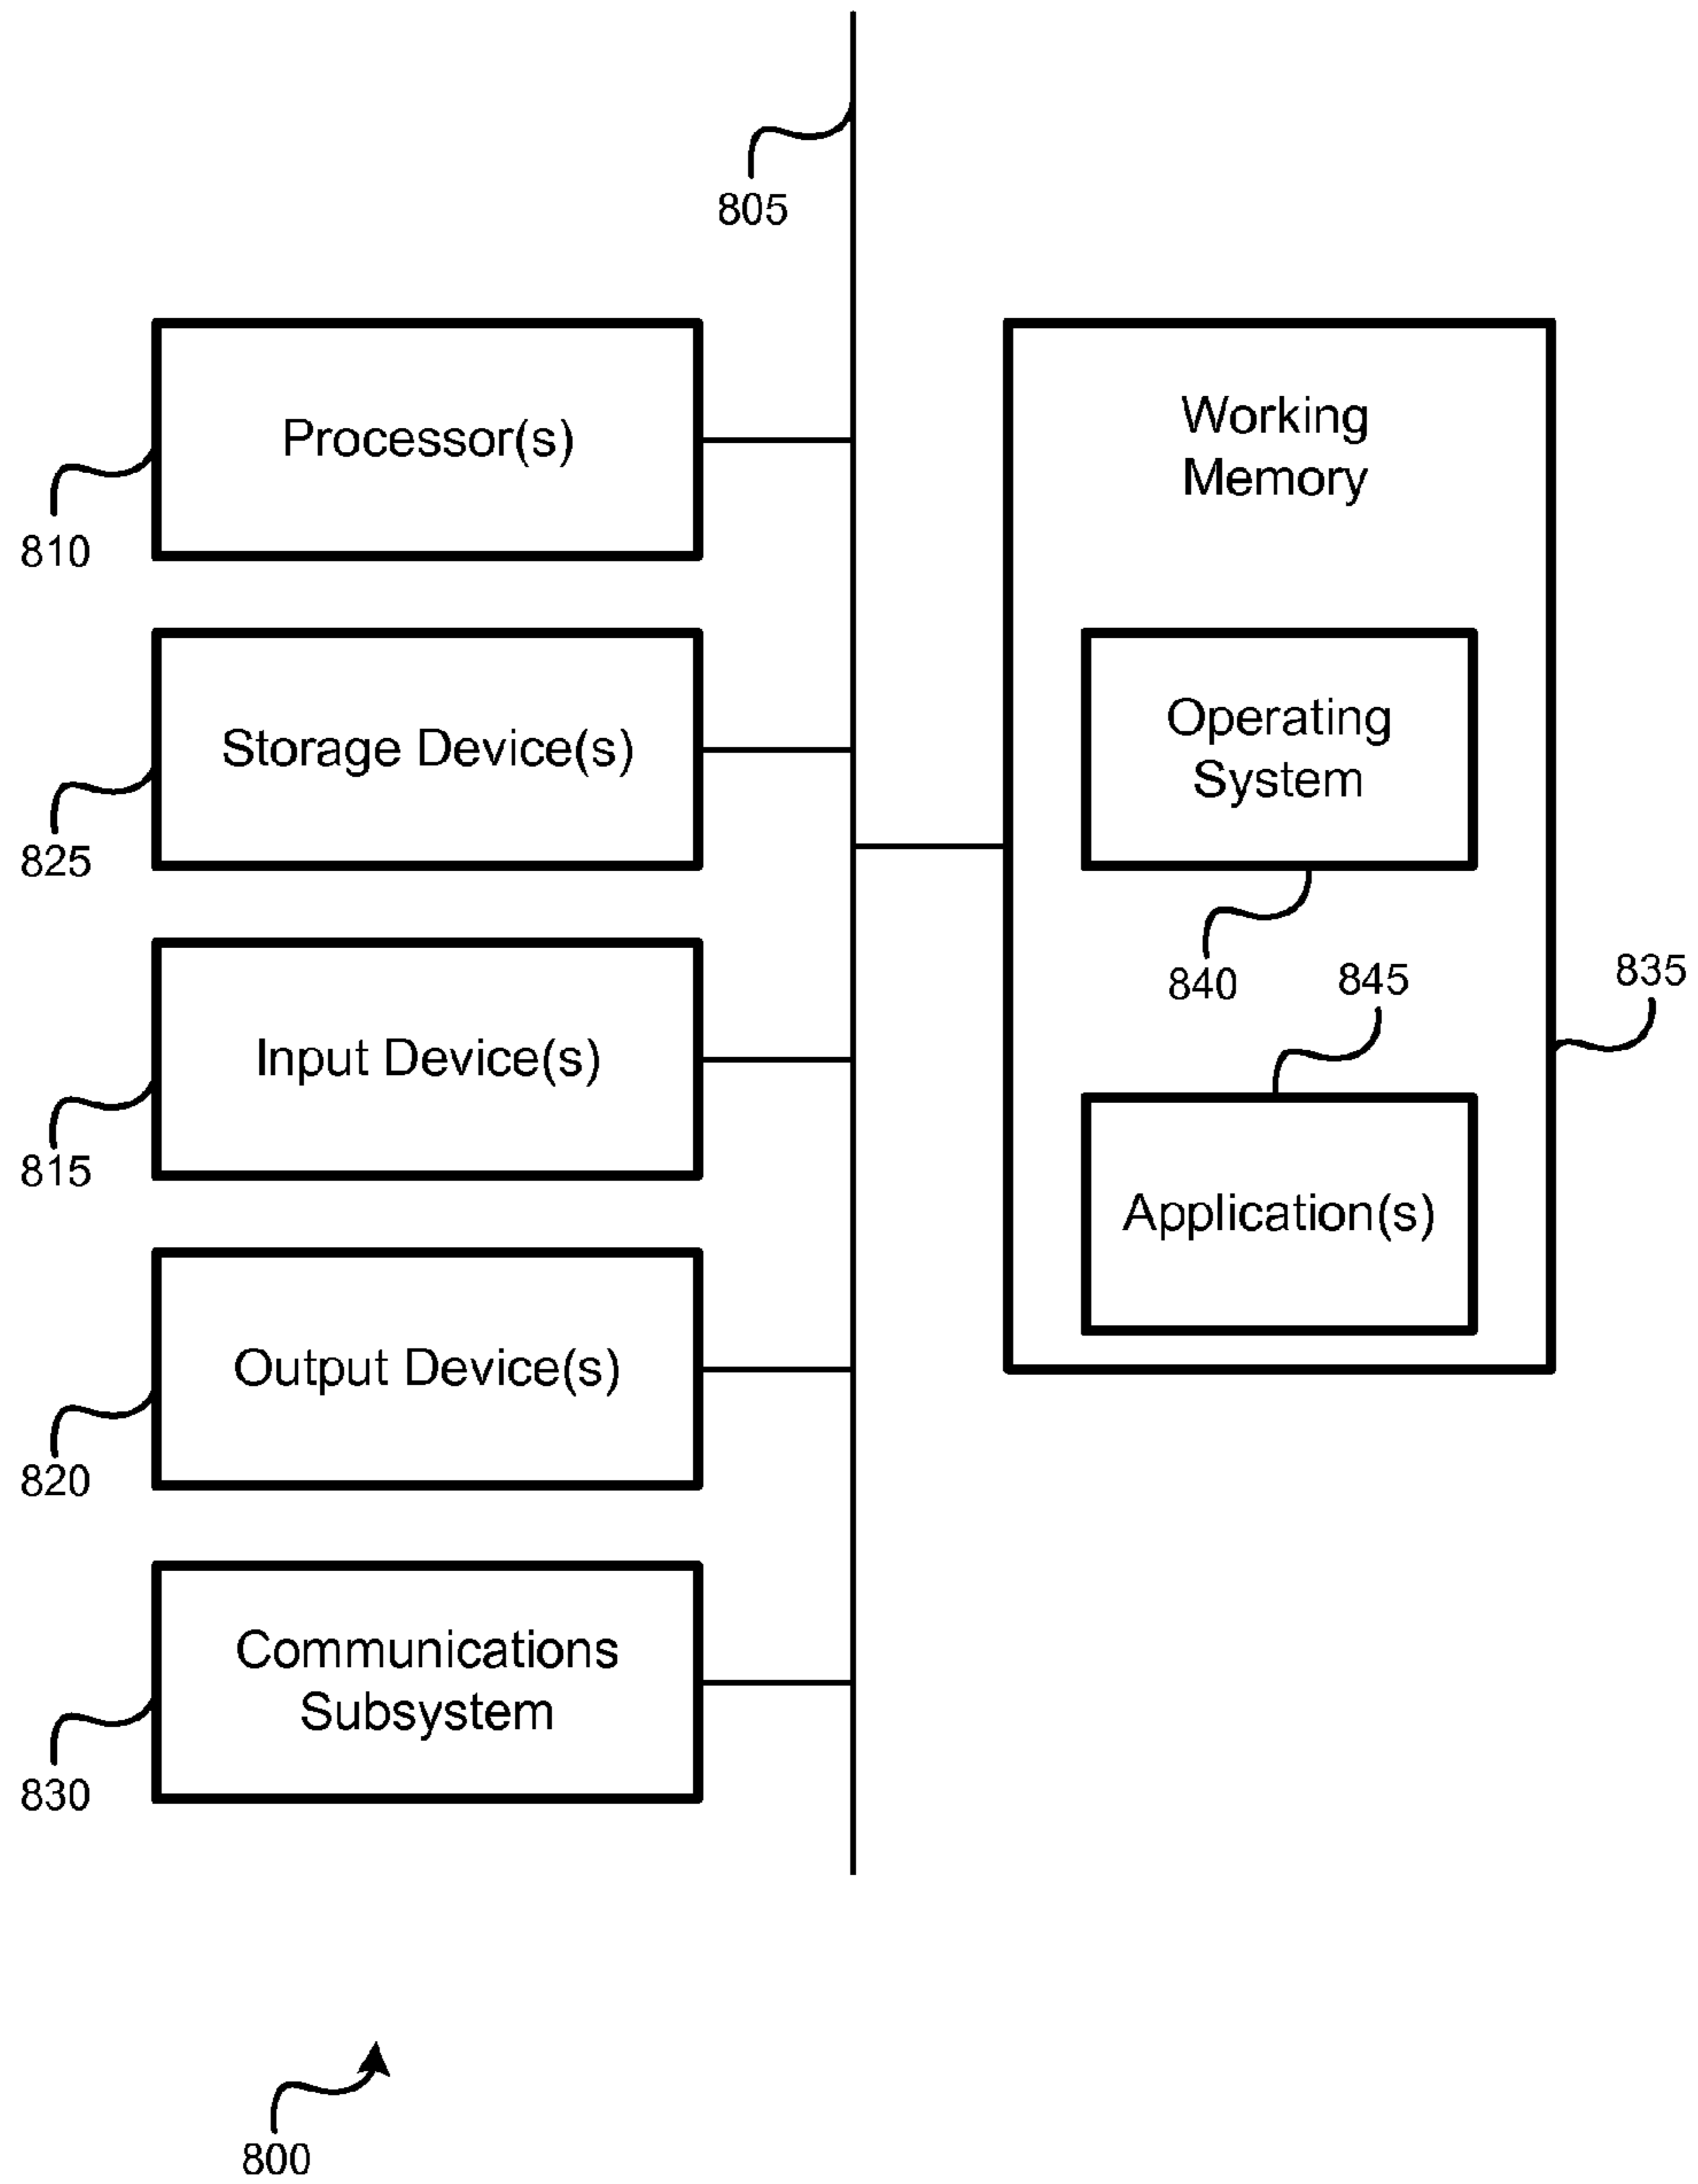 805
Processor(s)
810
Storage Device(s)
825
Input Device(s)
815
Output Device(s)
820
Communications
Subsystem
830
Working
Memory
Operating
System
840
845
835
Application(s)
800